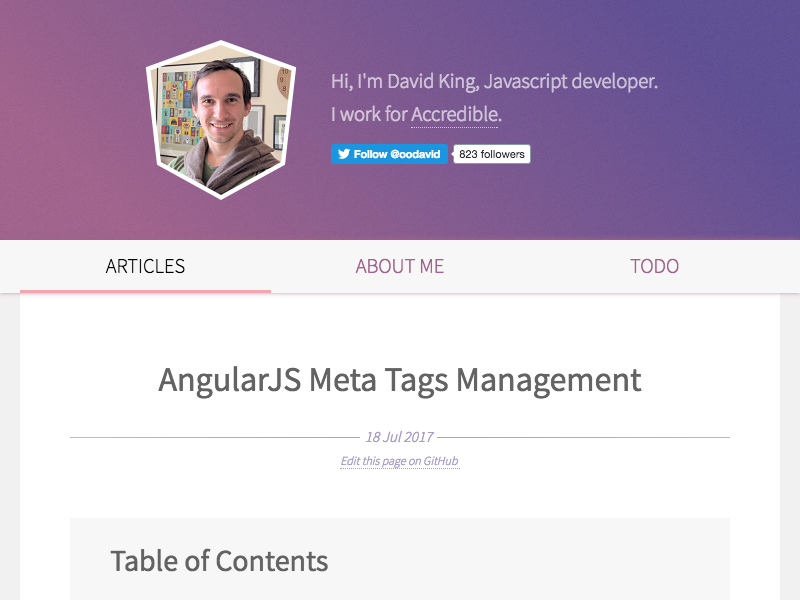 Hi, I'm David King, Javascript developer.
I work for Accredible.
Follow @oodavid
823 followers
ARTICLES
ABOUT ME
TODO
AngularJS Meta Tags Management
18 Jul 2017
Edit this page on GitHub
Table of Contents